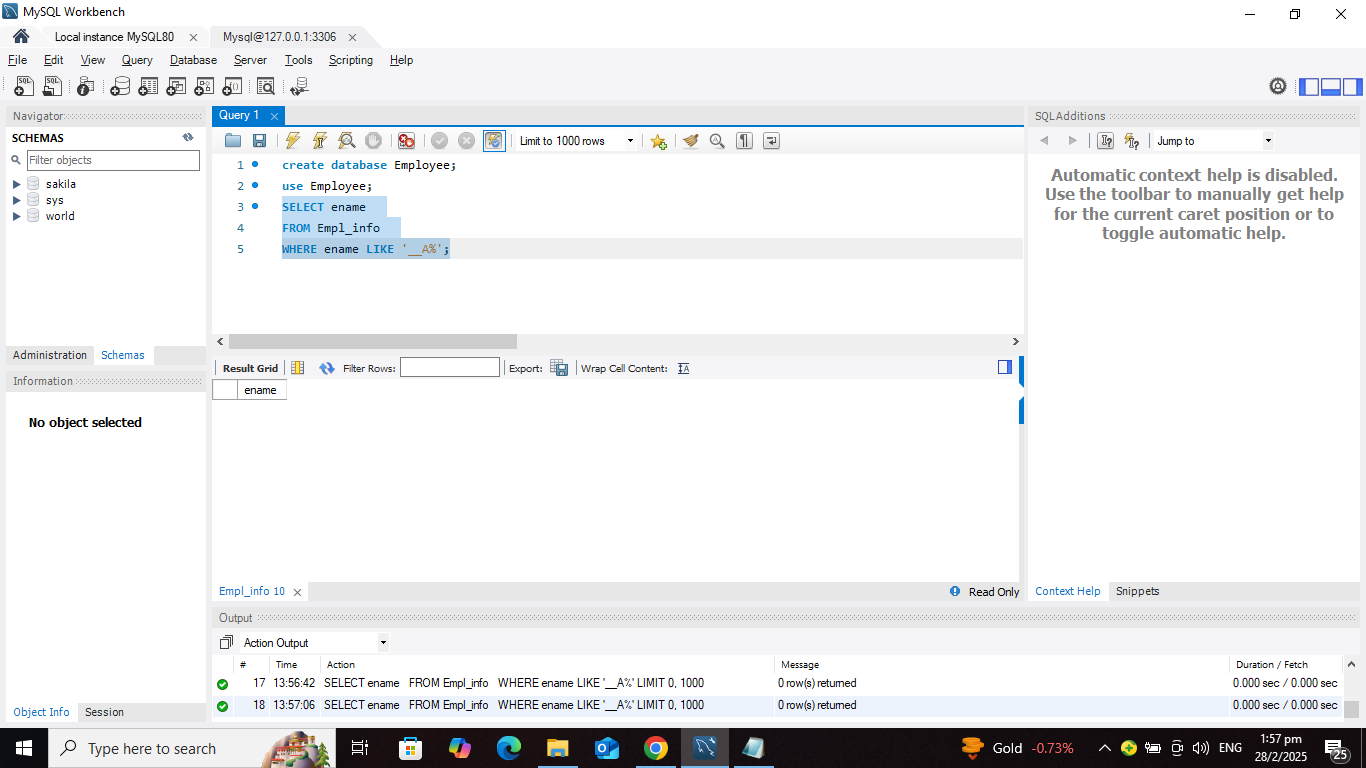 MySQL Workbench
Local instance MySQL80
Mysql@127.0.0.1:3306
File Edit View Query Database Server Tools Scripting Help
Navigator
SCHEMAS
Filter objects
sakila
sys
world
Administration Schemas
Information
No object selected
Object Info Session
Query 1
Limit to 1000 rows
1 create database Employee;
2 use Employee;
3 SELECT ename
4 FROM Empl_info
5 WHERE ename LIKE '__A%';
Result Grid Filter Rows: Export: Wrap Cell Content:
ename
Empl_info 10
Read Only
SQLAdditions
Jump to
Automatic context help is disabled.
Use the toolbar to manually get help
for the current caret position or to
toggle automatic help.
Context Help Snippets
Output
Action Output
# Time Action Message Duration / Fetch
17 13:56:42 SELECT ename FROM Empl_info WHERE ename LIKE '__A%' LIMIT 0, 1000 0 row(s) returned 0.000 sec / 0.000 sec
18 13:57:06 SELECT ename FROM Empl_info WHERE ename LIKE '__A%' LIMIT 0, 1000 0 row(s) returned 0.000 sec / 0.000 sec
Type here to search
Gold -0.73%
ENG
1:57 pm
28/2/2025
25